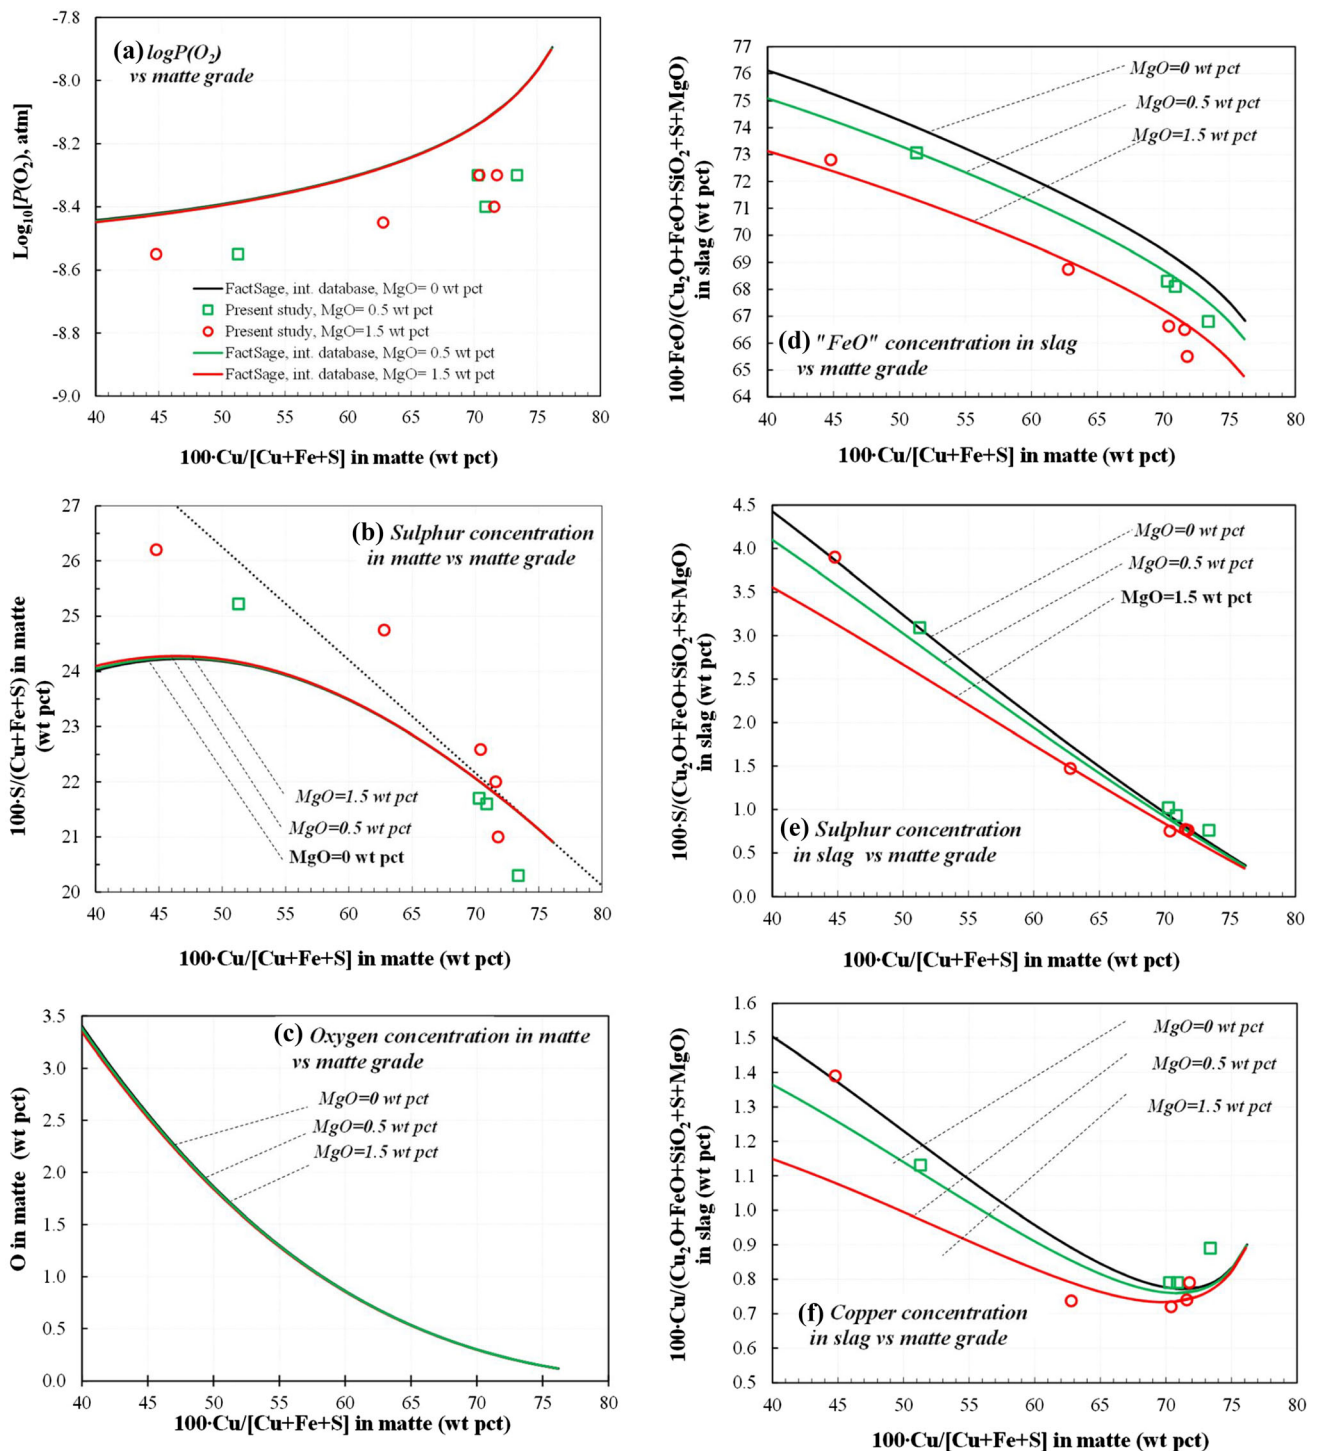 (a) logP(O₂)
vs matte grade
Log₁₀[P(O₂), atm]
-7.8
-8.0
-8.2
-8.4
-8.6
-8.8
-9.0
FactSage, int. database, MgO= 0 wt pct
Present study, MgO= 0.5 wt pct
Present study, MgO=1.5 wt pct
FactSage, int. database, MgO= 0.5 wt pct
FactSage, int. database, MgO= 1.5 wt pct
40 45 50 55 60 65 70 75 80
100·Cu/[Cu+Fe+S] in matte (wt pct)
(b) Sulphur concentration
in matte vs matte grade
100·S/(Cu+Fe+S) in matte
(wt pct)
27
26
25
24
23
22
21
20
MgO=1.5 wt pct
MgO=0.5 wt pct
MgO=0 wt pct
40 45 50 55 60 65 70 75 80
100·Cu/[Cu+Fe+S] in matte (wt pct)
(c) Oxygen concentration in matte
vs matte grade
O in matte (wt pct)
3.5
3.0
2.5
2.0
1.5
1.0
0.5
0.0
MgO=0 wt pct
MgO=0.5 wt pct
MgO=1.5 wt pct
40 45 50 55 60 65 70 75 80
100·Cu/[Cu+Fe+S] in matte (wt pct)
100·FeO/(Cu₂O+FeO+SiO₂+S+MgO)
in slag (wt pct)
77
76
75
74
73
72
71
70
69
68
67
66
65
64
MgO=0 wt pct
MgO=0.5 wt pct
MgO=1.5 wt pct
(d) "FeO" concentration in slag
vs matte grade
40 45 50 55 60 65 70 75 80
100·Cu/[Cu+Fe+S] in matte (wt pct)
100·S/(Cu₂O+FeO+SiO₂+S+MgO)
in slag (wt pct)
4.5
4.0
3.5
3.0
2.5
2.0
1.5
1.0
0.5
0.0
MgO=0 wt pct
MgO=0.5 wt pct
MgO=1.5 wt pct
(e) Sulphur concentration
in slag vs matte grade
40 45 50 55 60 65 70 75 80
100·Cu/[Cu+Fe+S] in matte (wt pct)
100·Cu/(Cu₂O+FeO+SiO₂+S+MgO)
in slag (wt pct)
1.6
1.5
1.4
1.3
1.2
1.1
1.0
0.9
0.8
0.7
0.6
0.5
MgO=0 wt pct
MgO=0.5 wt pct
MgO=1.5 wt pct
(f) Copper concentration
in slag vs matte grade
40 45 50 55 60 65 70 75 80
100·Cu/[Cu+Fe+S] in matte (wt pct)